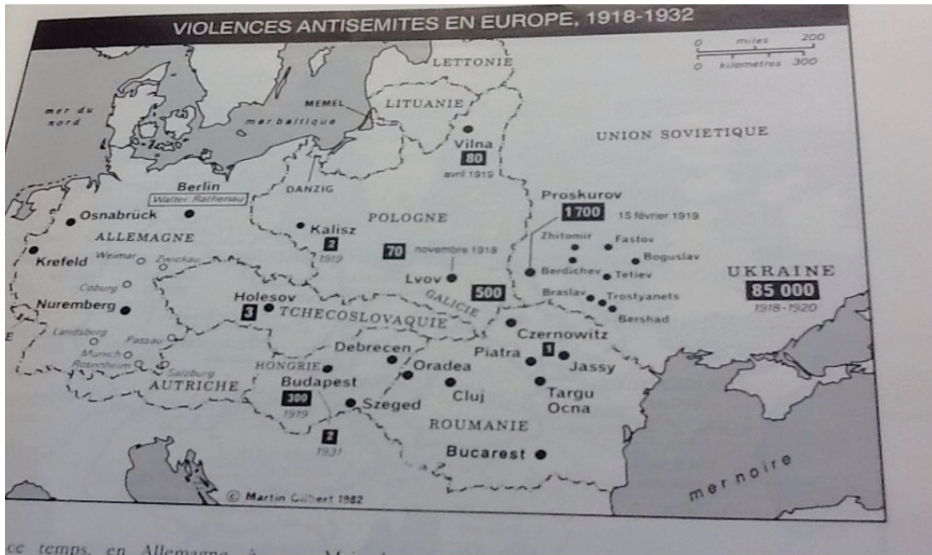 VIOLENCES ANTISEMITES EN EUROPE, 1918-1932
0 miles 200
0 kilometres 300
LETTONIE
mer du nord
MEMEL
LITUANIE
mer baltique
UNION SOVIETIQUE
Vilna
80
avril 1919
Berlin
Walter Rathenau
DANZIG
Proskurov
1700
15 février 1919
Osnabrück
POLOGNE
Kalisz
2
1919
ALLEMAGNE
70
novembre 1918
Zhitomir
Fastov
Krefeld
Weimar
Zwickau
Boguslav
Lvov
Berdichev
Tetiev
UKRAINE
85 000
1918-1920
Coburg
500
GALICIE
Braslav
Trostyanets
Nuremberg
Holesov
3
TCHECOSLOVAQUIE
Bershad
Landsberg
Passau
Czernowitz
Debrecen
Piatra
1
Munich
Rosenheim
Salzburg
HONGRIE
Oradea
Jassy
AUTRICHE
Budapest
300
1919
Cluj
Targu
Ocna
Szeged
2
1931
ROUMANIE
Bucarest
mer noire
© Martin Gilbert 1982
ce temps, en Allemagne